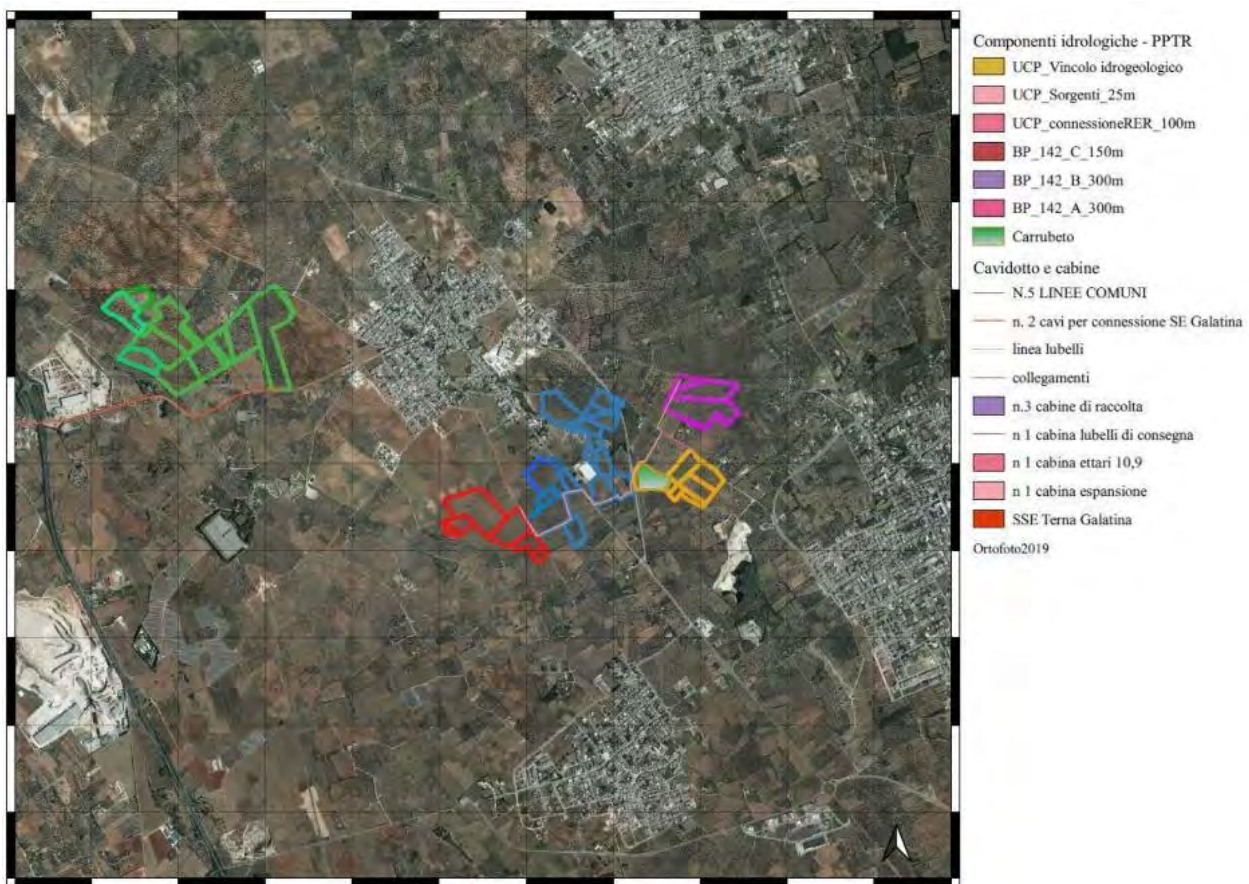 Componenti idrologiche - PPTR
UCP_Vincolo idrogeologico
UCP_Sorgenti_25m
UCP_connessioneRER_100m
BP_142_C_150m
BP_142_B_300m
BP_142_A_300m
Carrubeto
Cavidotto e cabine
N.5 LINEE COMUNI
n. 2 cavi per connessione SE Galatina
linea lubelli
collegamenti
n.3 cabine di raccolta
n 1 cabina lubelli di consegna
n 1 cabina ettari 10,9
n 1 cabina espansione
SSE Terna Galatina
Ortofoto2019